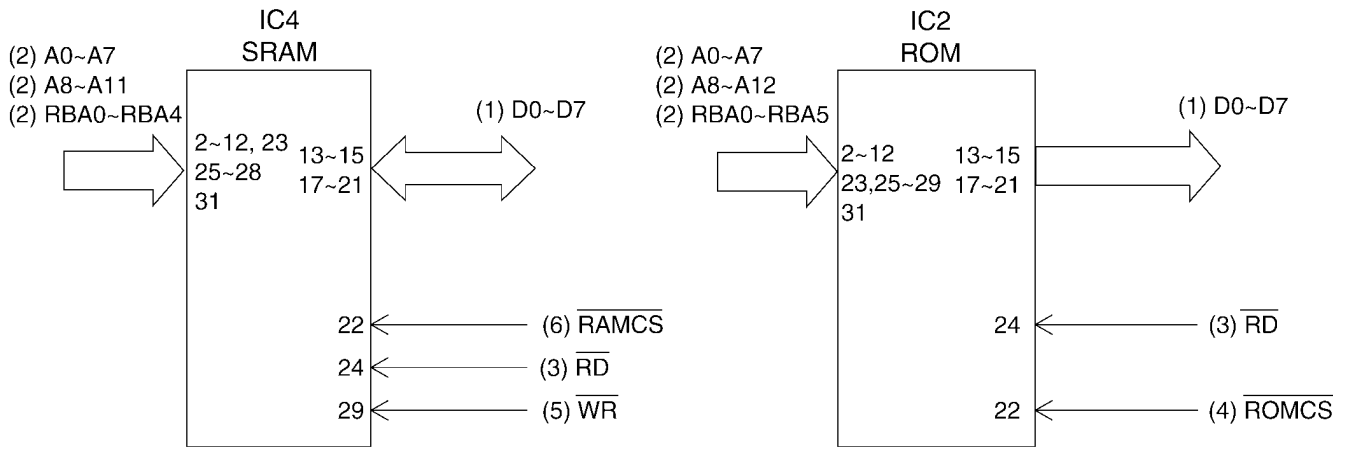 IC4
SRAM
(2) A0~A7
(2) A8~A11
(2) RBA0~RBA4
2~12, 23
25~28
31
13~15
17~21
(1) D0~D7
22
(6) RAMCS
24
(3) RD
29
(5) WR
IC2
ROM
(2) A0~A7
(2) A8~A12
(2) RBA0~RBA5
2~12
23,25~29
31
13~15
17~21
(1) D0~D7
24
(3) RD
22
(4) ROMCS